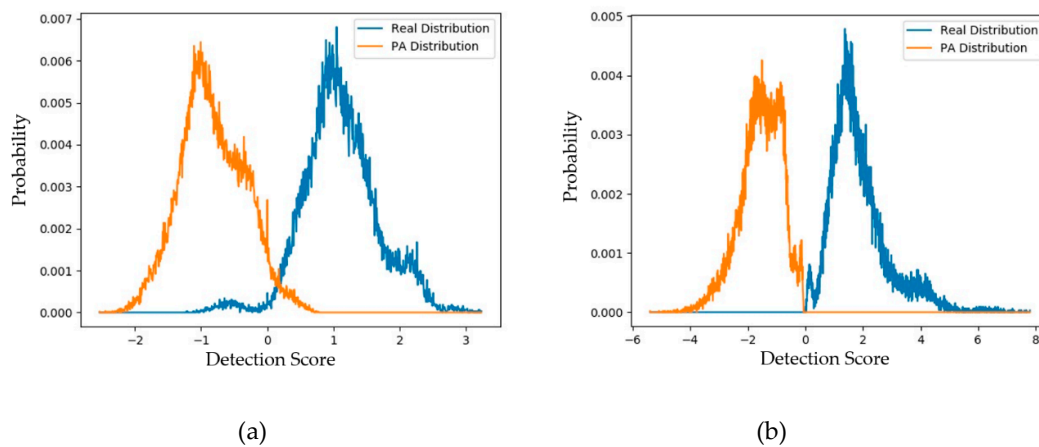 0.007
0.006
0.005
0.004
0.003
0.002
0.001
0.000
Probability
Real Distribution
PA Distribution
−2 −1 0 1 2 3
Detection Score
(a)
0.005
0.004
0.003
0.002
0.001
0.000
Probability
Real Distribution
PA Distribution
−6 −4 −2 0 2 4 6 8
Detection Score
(b)